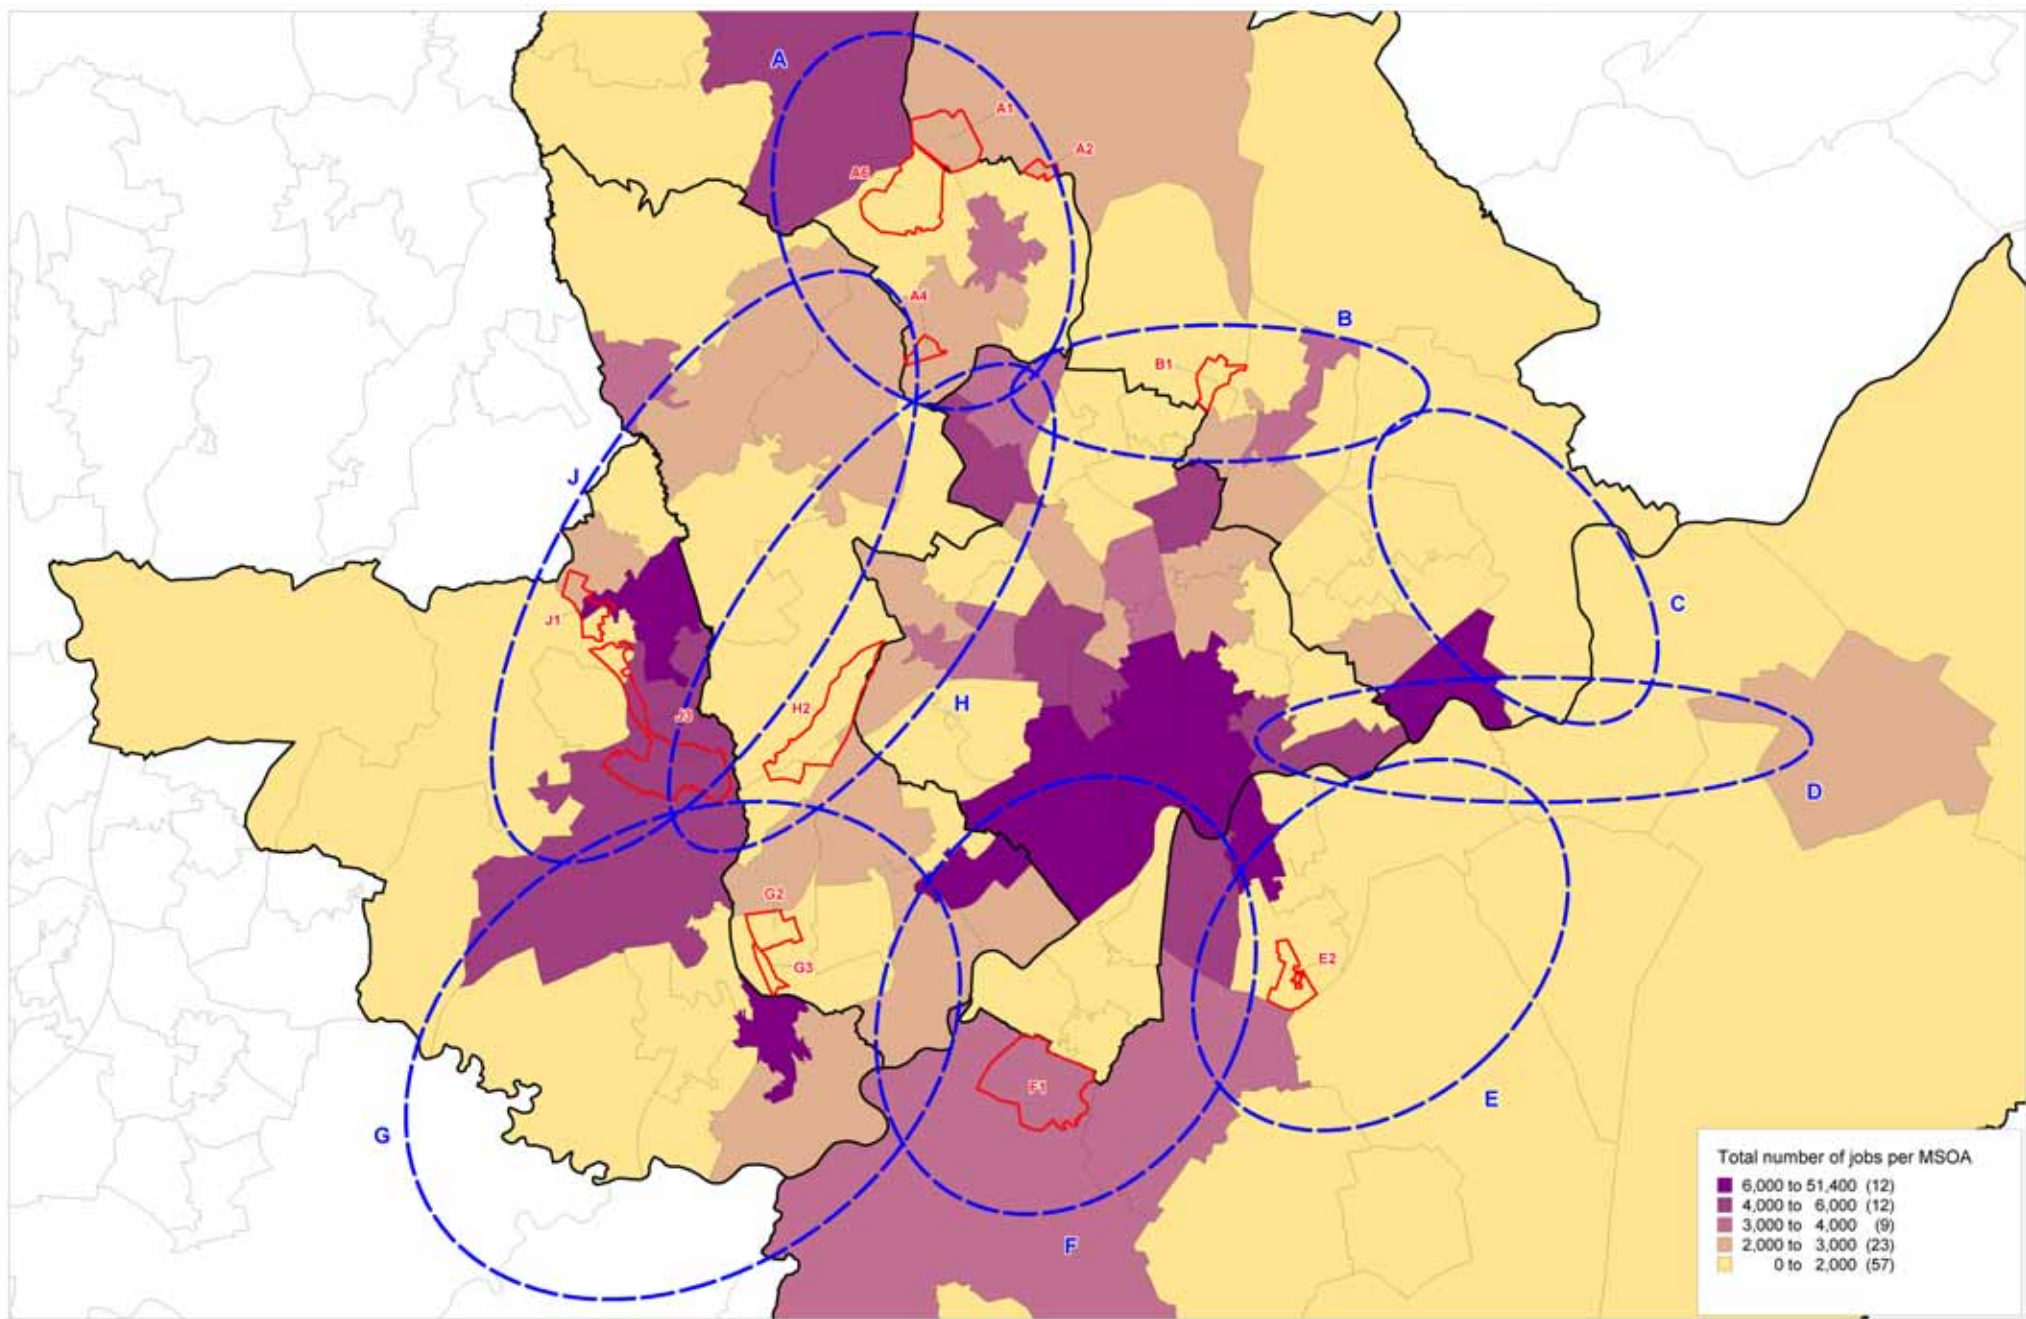 A
A1
A2
A5
A4
B
B1
J
C
J1
H2
H
J3
D
G2
G3
E2
F1
E
G
F
Total number of jobs per MSOA
6,000 to 51,400 (12)
4,000 to 6,000 (12)
3,000 to 4,000 (9)
2,000 to 3,000 (23)
0 to 2,000 (57)